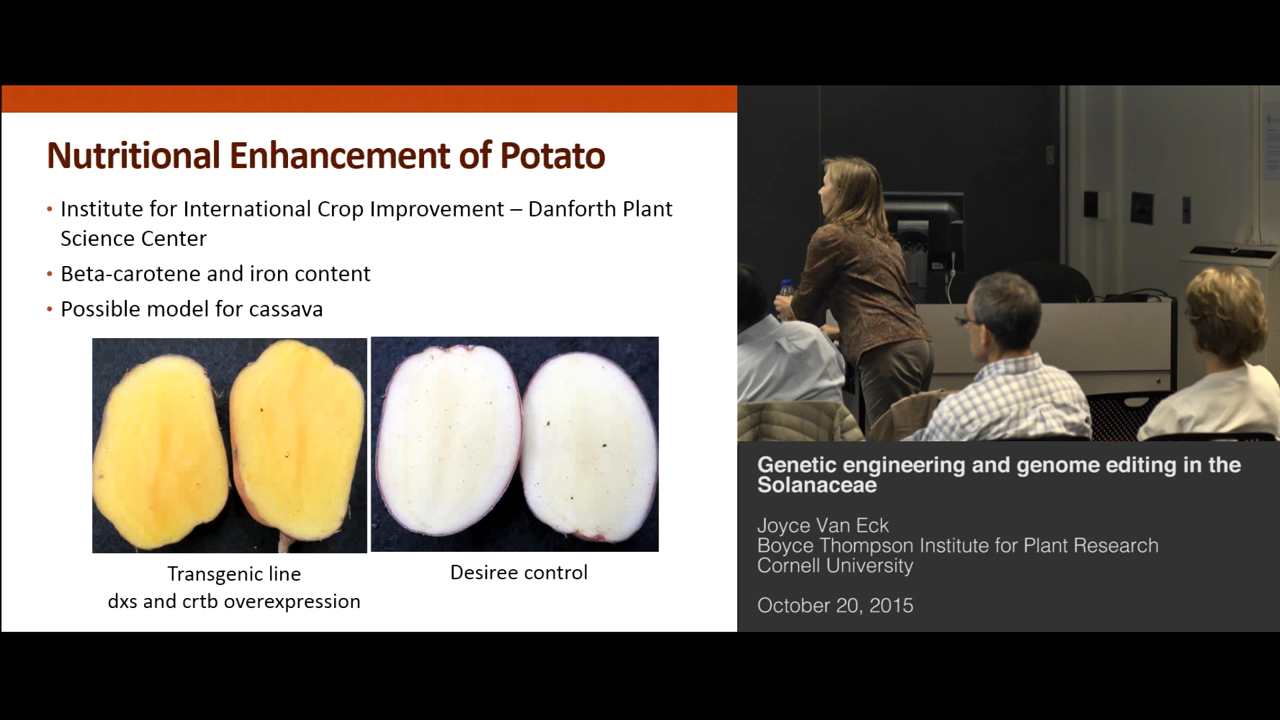 Nutritional Enhancement of Potato
• Institute for International Crop Improvement – Danforth Plant
Science Center
• Beta-carotene and iron content
• Possible model for cassava
Transgenic line
dxs and crtb overexpression
Desiree control
Genetic engineering and genome editing in the
Solanaceae
Joyce Van Eck
Boyce Thompson Institute for Plant Research
Cornell University
October 20, 2015